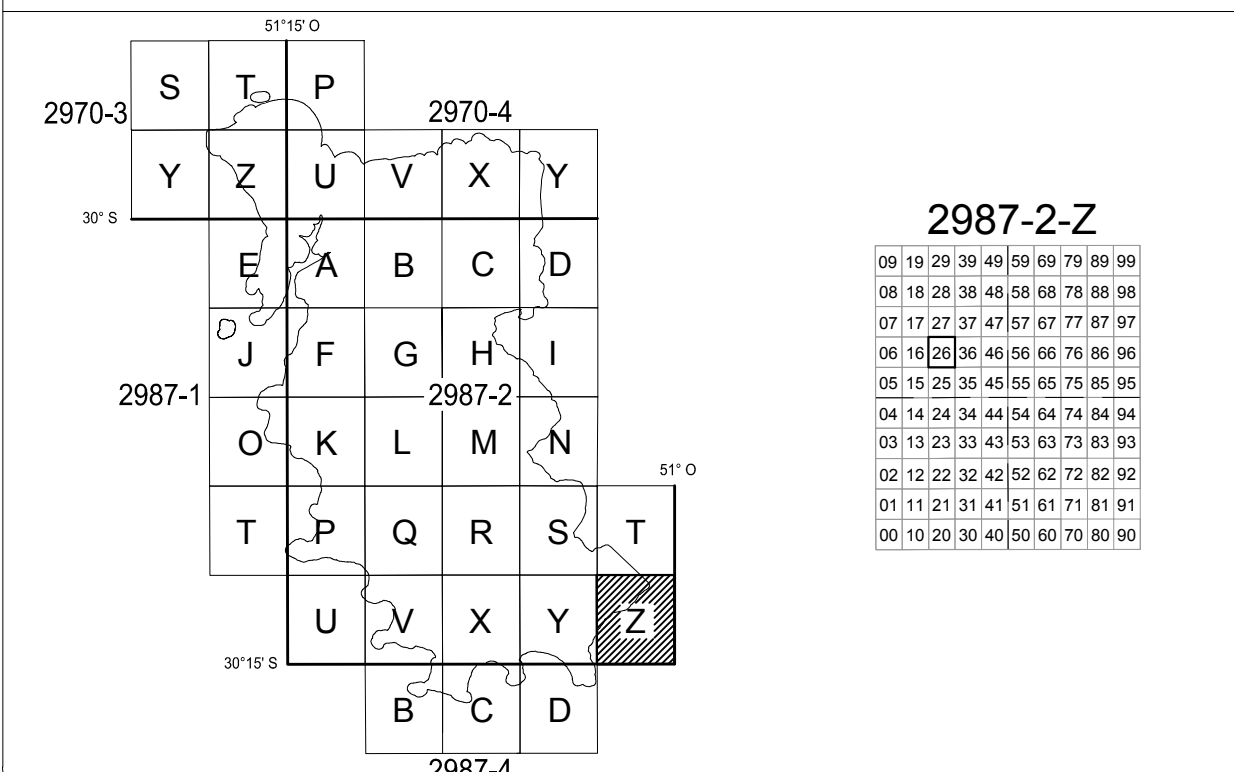 51°15' O
S T P
2970-3 2970-4
Y Z U V X Y
30° S
E A B C D
J F G H I
2987-1 2987-2
O K L M N
51° O
T P Q R S T
U V X Y Z
30°15' S
B C D
2987-4
2987-2-Z
09 19 29 39 49 59 69 79 89 99
08 18 28 38 48 58 68 78 88 98
07 17 27 37 47 57 67 77 87 97
06 16 26 36 46 56 66 76 86 96
05 15 25 35 45 55 65 75 85 95
04 14 24 34 44 54 64 74 84 94
03 13 23 33 43 53 63 73 83 93
02 12 22 32 42 52 62 72 82 92
01 11 21 31 41 51 61 71 81 91
00 10 20 30 40 50 60 70 80 90